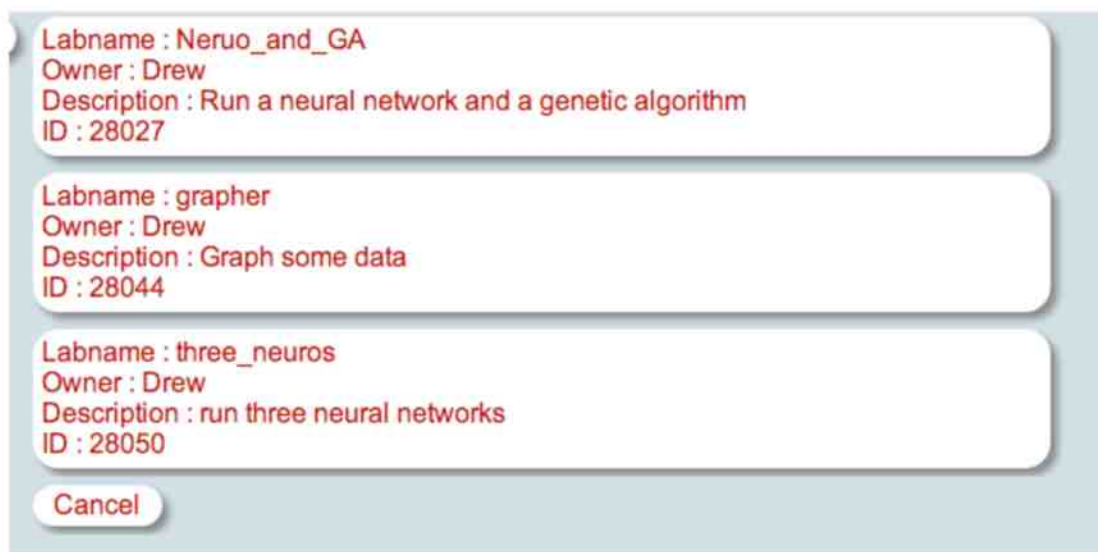 Labname : Neruo_and_GA
Owner : Drew
Description : Run a neural network and a genetic algorithm
ID : 28027
Labname : grapher
Owner : Drew
Description : Graph some data
ID : 28044
Labname : three_neuros
Owner : Drew
Description : run three neural networks
ID : 28050
Cancel